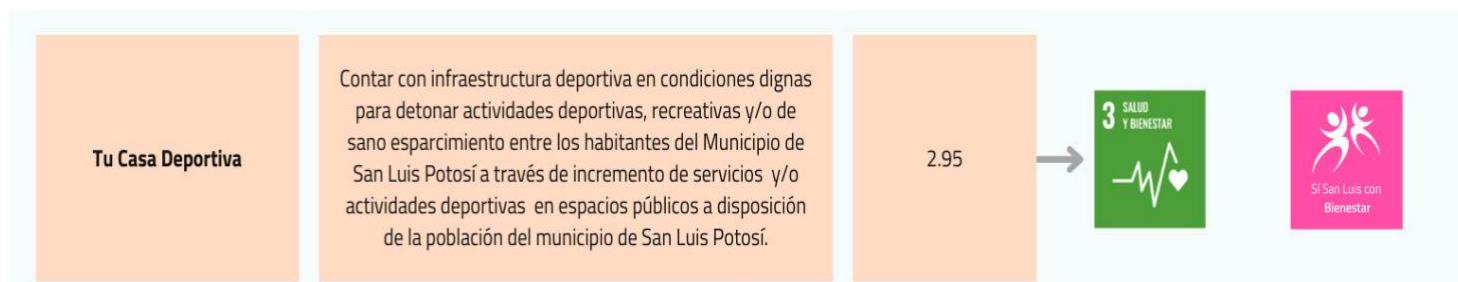 Tu Casa Deportiva
Contar con infraestructura deportiva en condiciones dignas
para detonar actividades deportivas, recreativas y/o de
sano esparcimiento entre los habitantes del Municipio de
San Luis Potosí a través de incremento de servicios y/o
actividades deportivas en espacios públicos a disposición
de la población del municipio de San Luis Potosí.
2.95
3 SALUD
Y BIENESTAR
Sí San Luis con
Bienestar